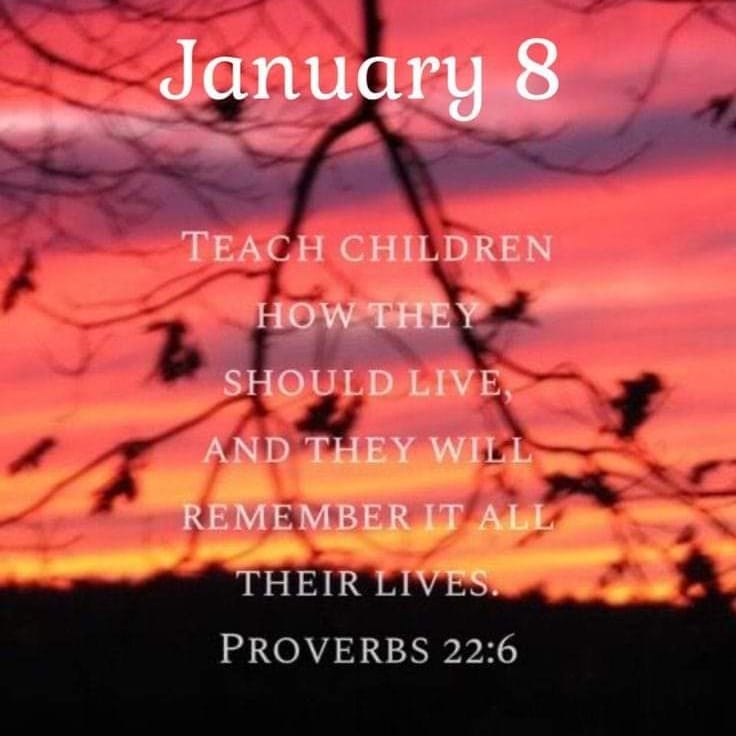 January 8
TEACH CHILDREN
HOW THEY
SHOULD LIVE,
AND THEY WILL
REMEMBER IT ALL
THEIR LIVES.
PROVERBS 22:6